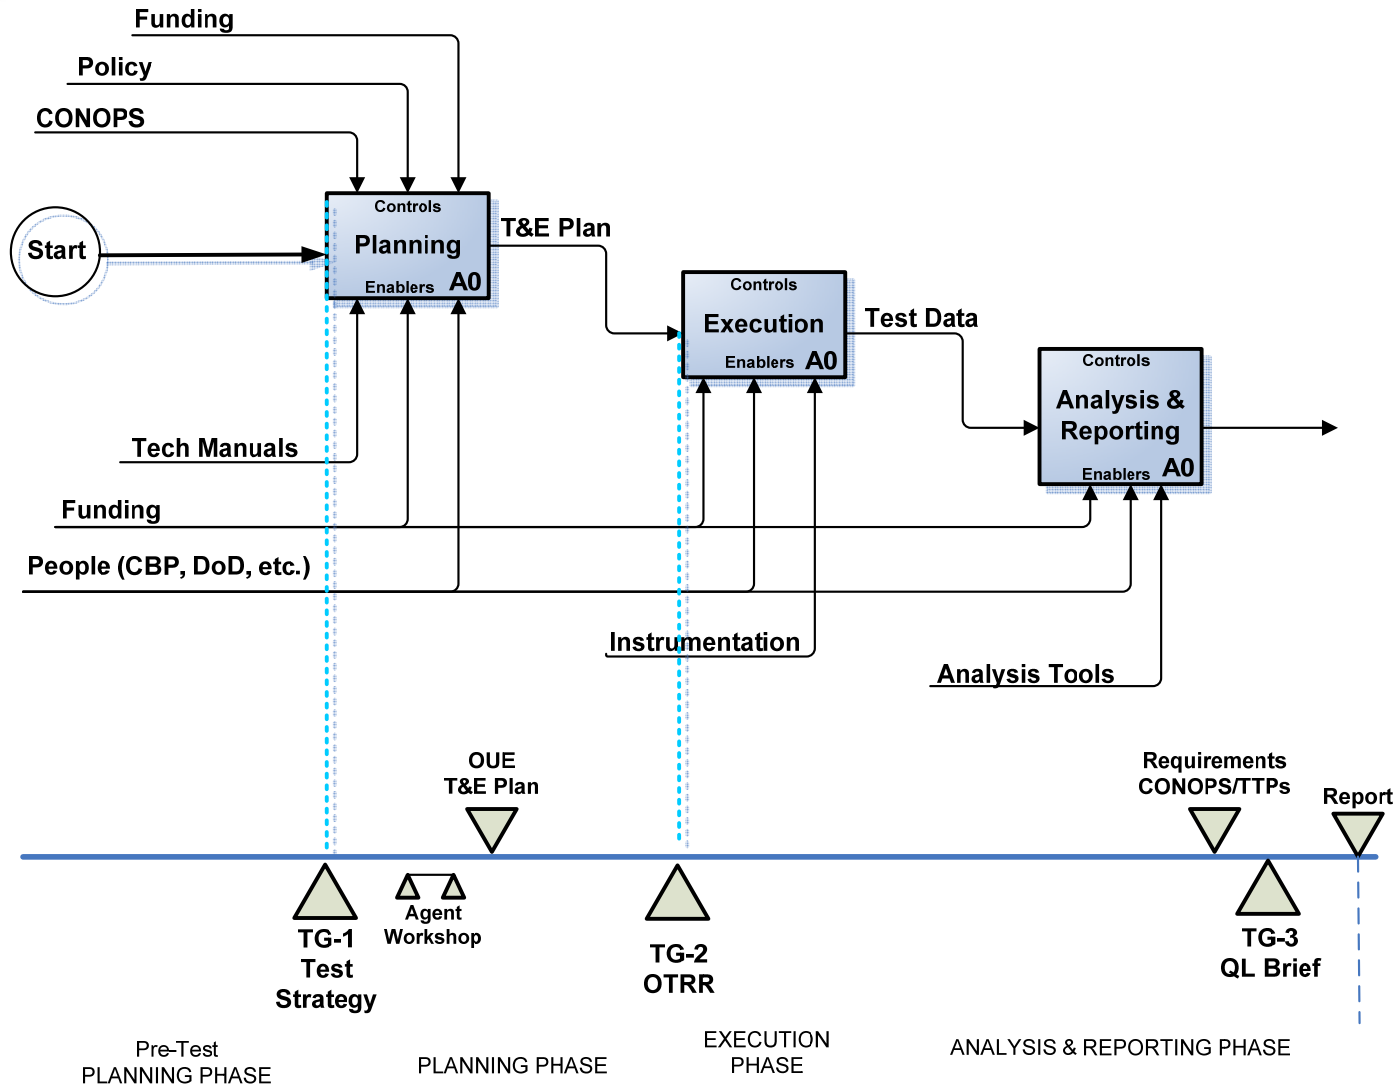 Funding
Policy
CONOPS
Start
Controls
Planning
Enablers A0
T&E Plan
Controls
Execution
Enablers A0
Test Data
Controls
Analysis &
Reporting
Enablers A0
Tech Manuals
Funding
People (CBP, DoD, etc.)
Instrumentation
Analysis Tools
OUE
T&E Plan
Requirements
CONOPS/TTPs
Report
TG-1
Test
Strategy
Agent
Workshop
TG-2
OTRR
TG-3
QL Brief
Pre-Test
PLANNING PHASE
PLANNING PHASE
EXECUTION
PHASE
ANALYSIS & REPORTING PHASE